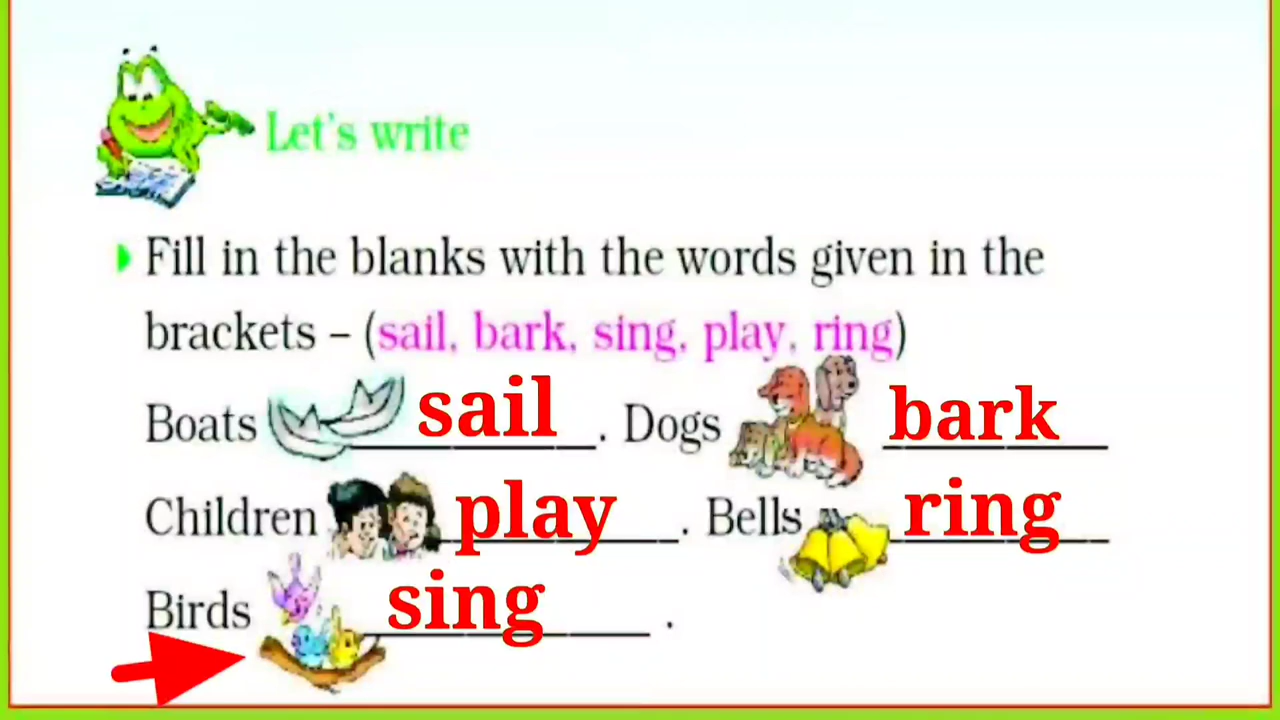 Let's write
Fill in the blanks with the words given in the
brackets – (sail, bark, sing, play, ring)
Boats sail. Dogs bark
Children play. Bells ring
Birds sing.